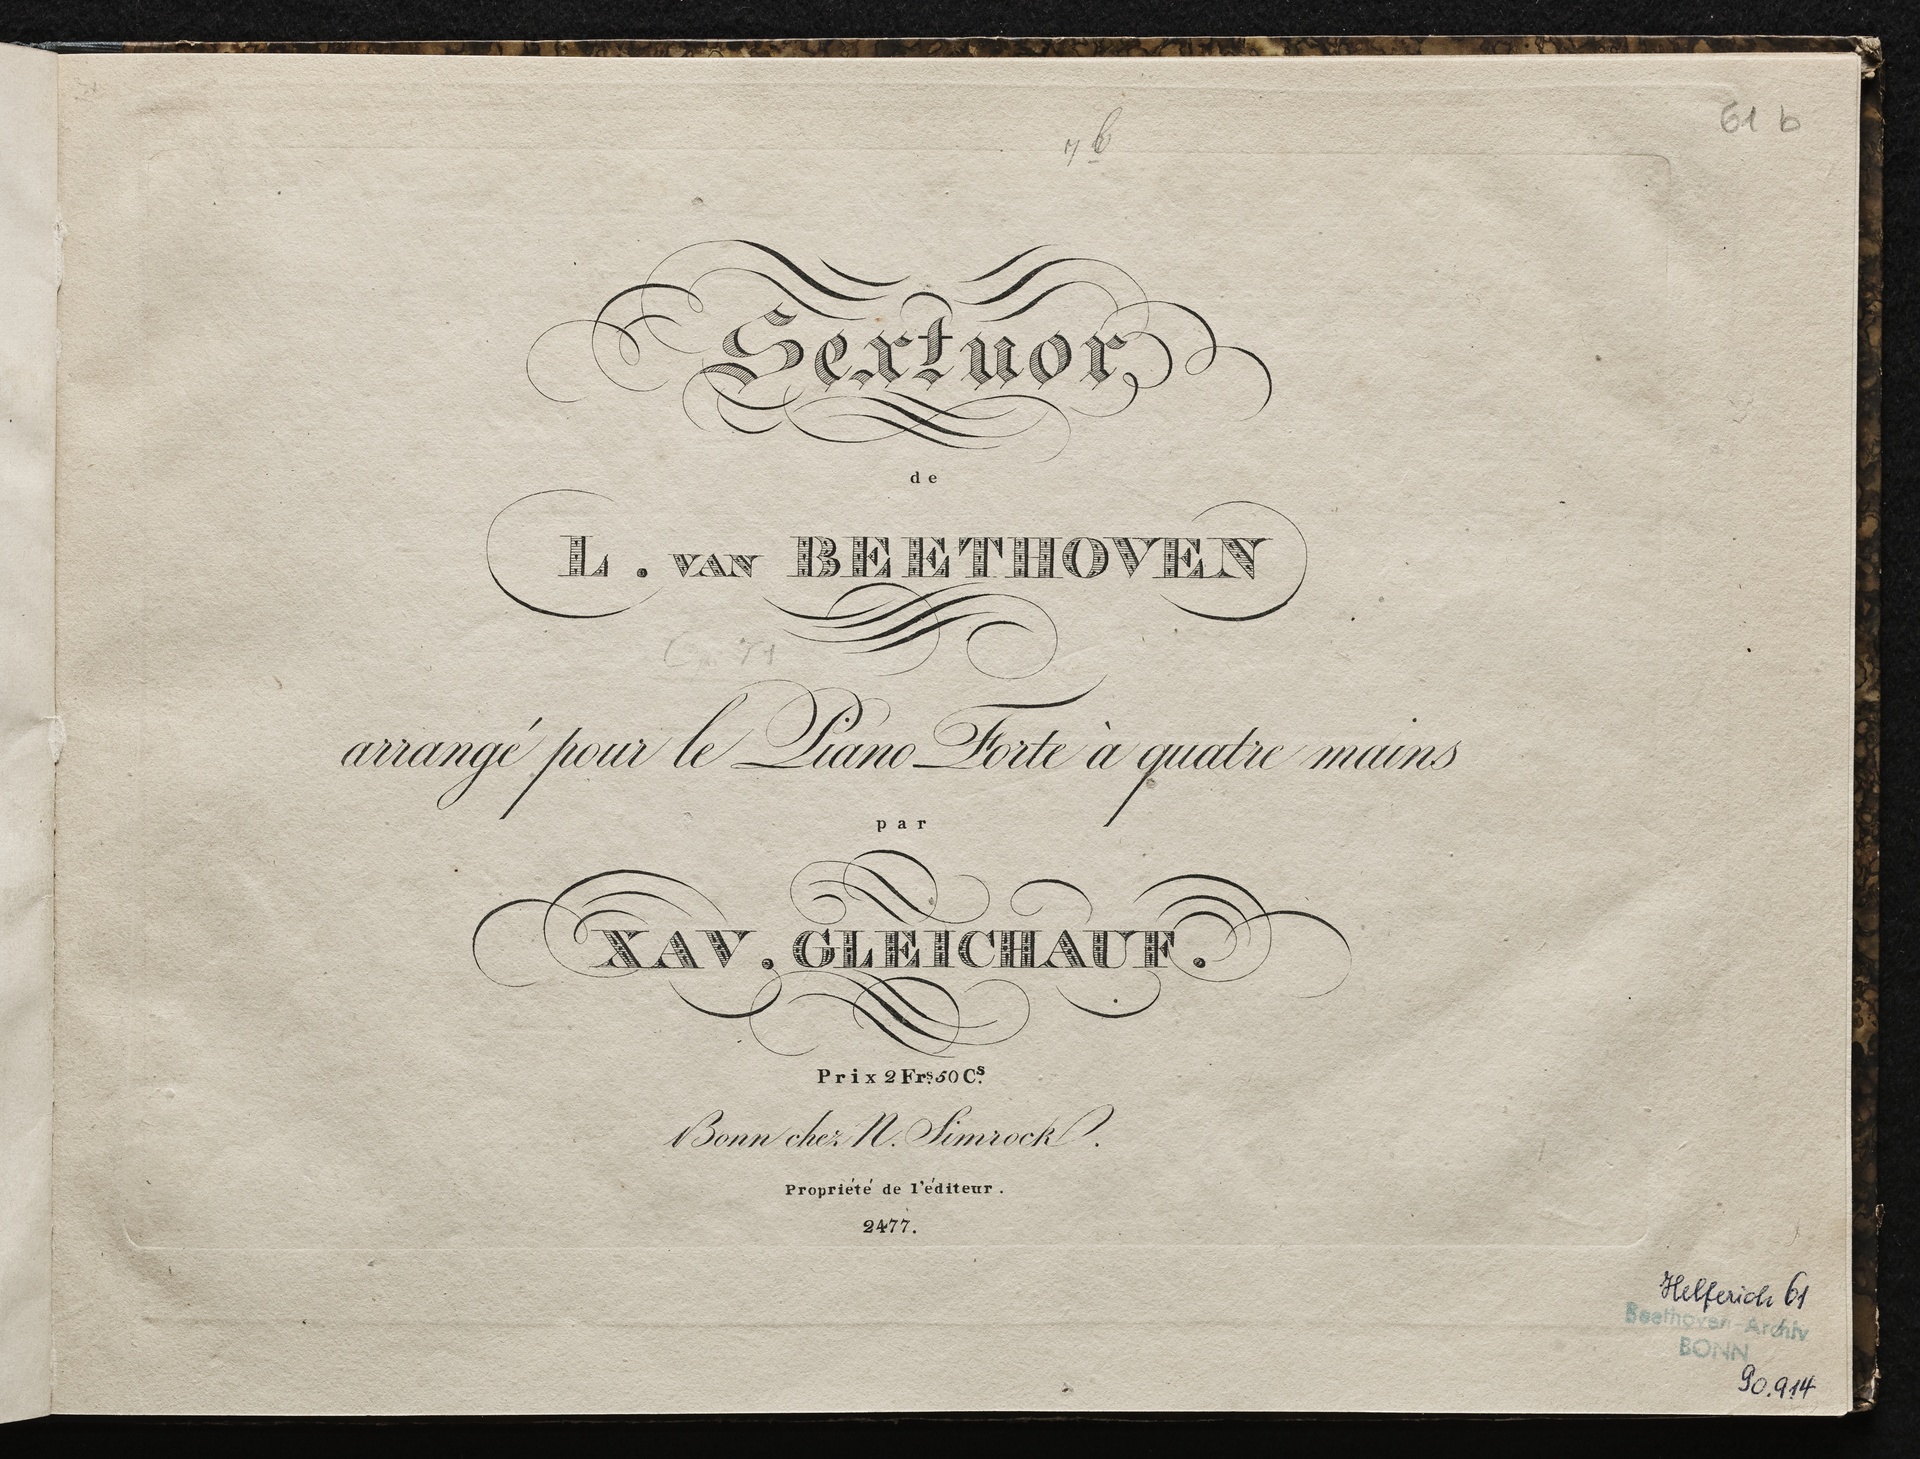 61 b
Sextuor
de
L. VAN BEETHOVEN
arrangé pour le Piano Forte à quatre mains
par
XAV. GLEICHAUF.
Prix 2 Frs. 50 Cs.
Bonn chez N. Simrock.
Propriété de l'éditeur.
2477.
Helferich 61
Beethoven-Archiv
BONN
90.914